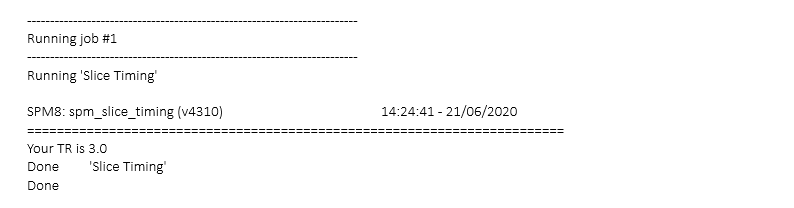 ------------------------------------------------------------------------
Running job #1
------------------------------------------------------------------------
Running 'Slice Timing'
SPM8: spm_slice_timing (v4310) 14:24:41 - 21/06/2020
========================================================================
Your TR is 3.0
Done 'Slice Timing'
Done